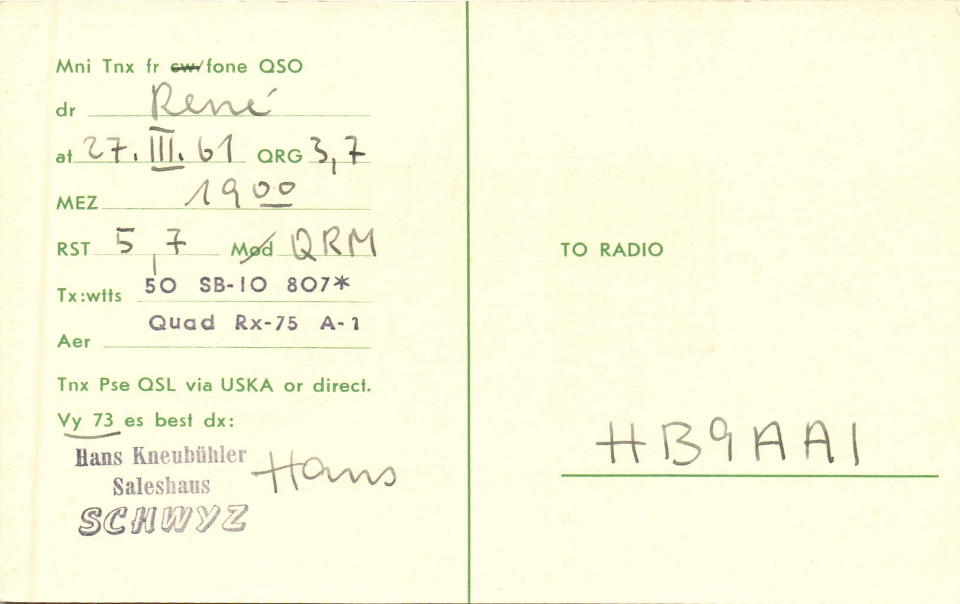 Mni Tnx fr cw/fone QSO
dr René
at 27.III.61 QRG 3,7
MEZ 19 00
RST 5,7 Mod QRM
Tx:wtts 50 SB-10 807*
Quad Rx-75 A-1
Aer
Tnx Pse QSL via USKA or direct.
Vy 73 es best dx:
Hans Kneubühler
Saleshaus
SCHWYZ
Hans
TO RADIO
HB9AAI